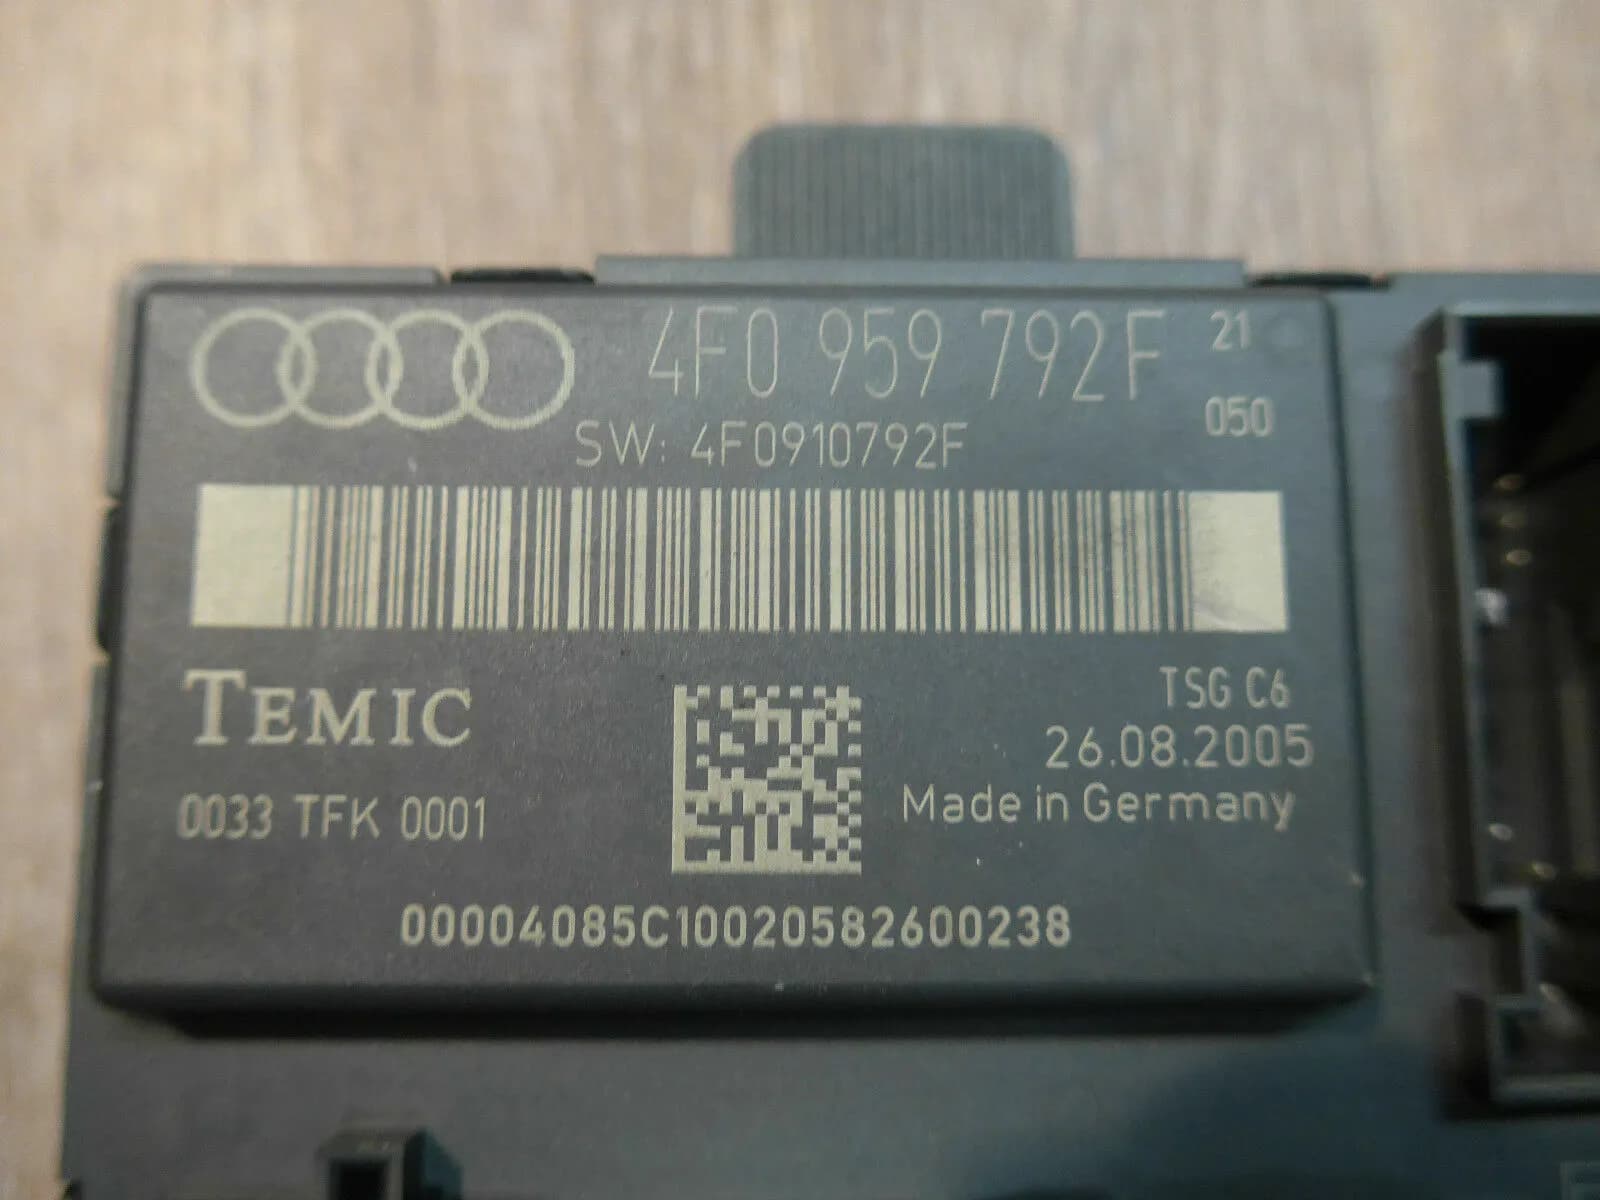 4F0 959 792F 21
050
SW: 4F0910792F
TEMIC
TSG C6
26.08.2005
0033 TFK 0001
Made in Germany
00004085C10020582600238